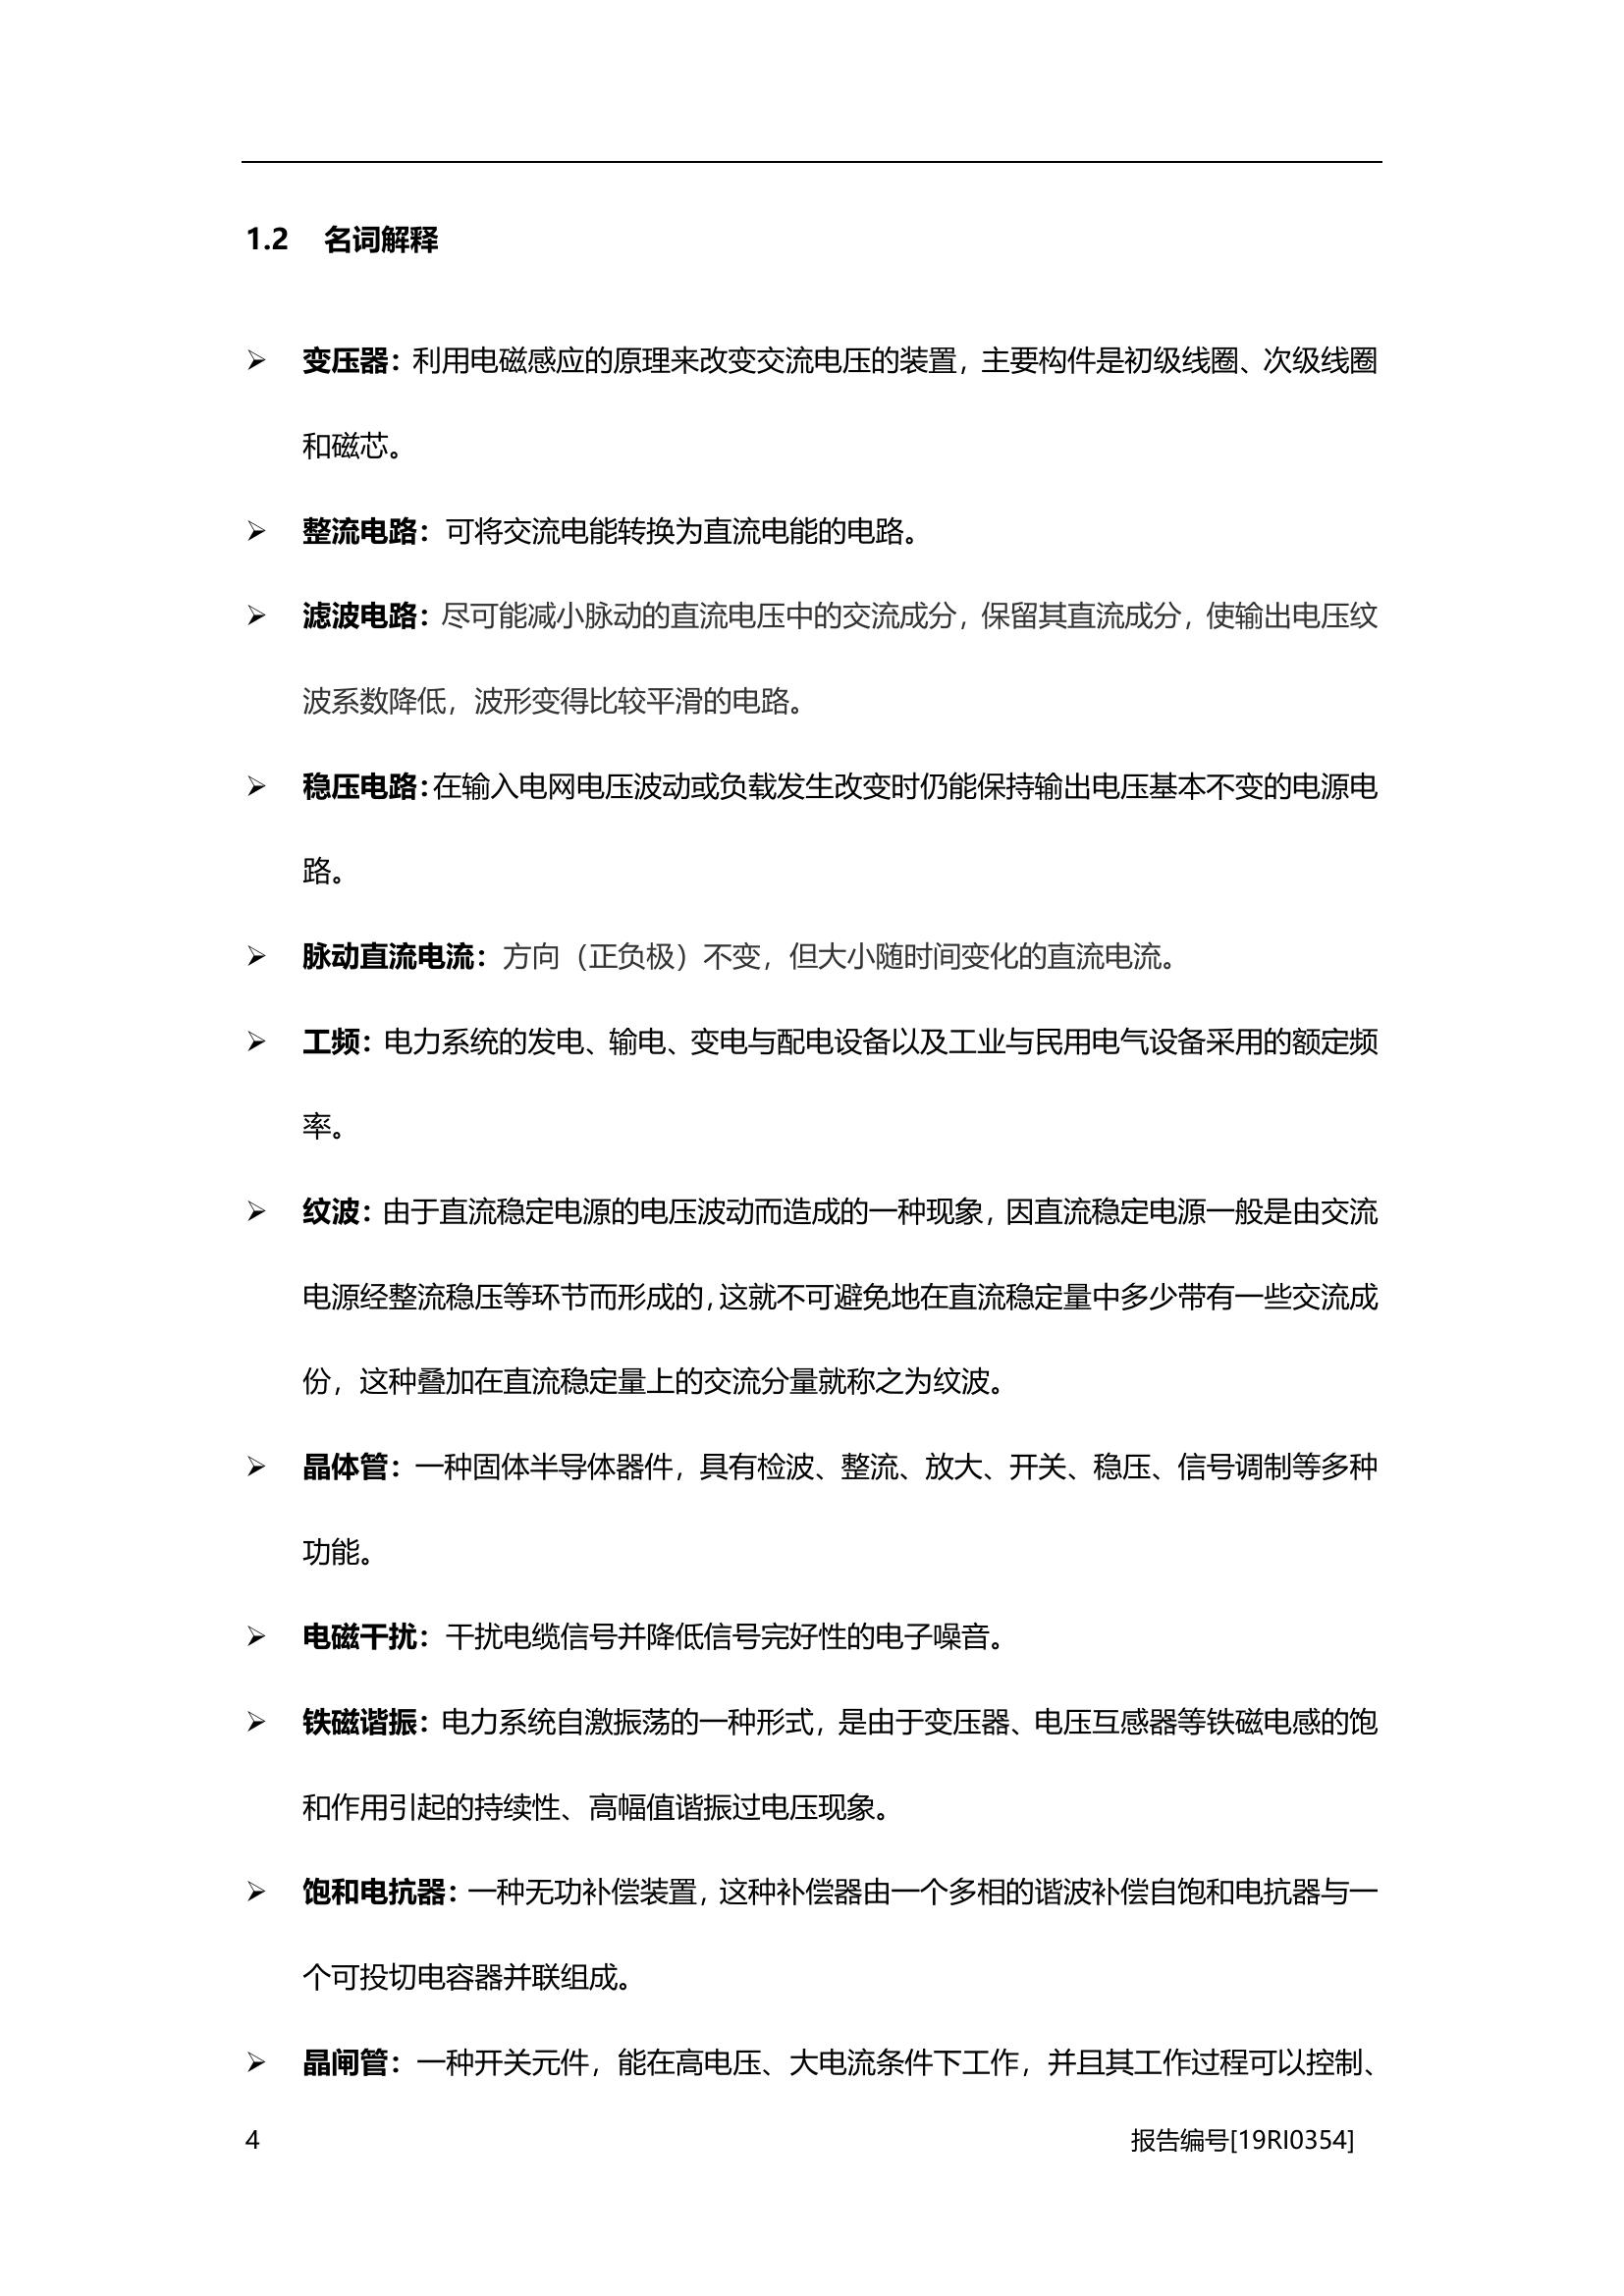 1.2 名词解释
➢ 变压器：利用电磁感应的原理来改变交流电压的装置，主要构件是初级线圈、次级线圈
和磁芯。
➢ 整流电路：可将交流电能转换为直流电能的电路。
➢ 滤波电路：尽可能减小脉动的直流电压中的交流成分，保留其直流成分，使输出电压纹
波系数降低，波形变得比较平滑的电路。
➢ 稳压电路：在输入电网电压波动或负载发生改变时仍能保持输出电压基本不变的电源电
路。
➢ 脉动直流电流：方向（正负极）不变，但大小随时间变化的直流电流。
➢ 工频：电力系统的发电、输电、变电与配电设备以及工业与民用电气设备采用的额定频
率。
➢ 纹波：由于直流稳定电源的电压波动而造成的一种现象，因直流稳定电源一般是由交流
电源经整流稳压等环节而形成的，这就不可避免地在直流稳定量中多少带有一些交流成
份，这种叠加在直流稳定量上的交流分量就称之为纹波。
➢ 晶体管：一种固体半导体器件，具有检波、整流、放大、开关、稳压、信号调制等多种
功能。
➢ 电磁干扰：干扰电缆信号并降低信号完好性的电子噪音。
➢ 铁磁谐振：电力系统自激振荡的一种形式，是由于变压器、电压互感器等铁磁电感的饱
和作用引起的持续性、高幅值谐振过电压现象。
➢ 饱和电抗器：一种无功补偿装置，这种补偿器由一个多相的谐波补偿自饱和电抗器与一
个可投切电容器并联组成。
➢ 晶闸管：一种开关元件，能在高电压、大电流条件下工作，并且其工作过程可以控制、
4 报告编号[19RI0354]